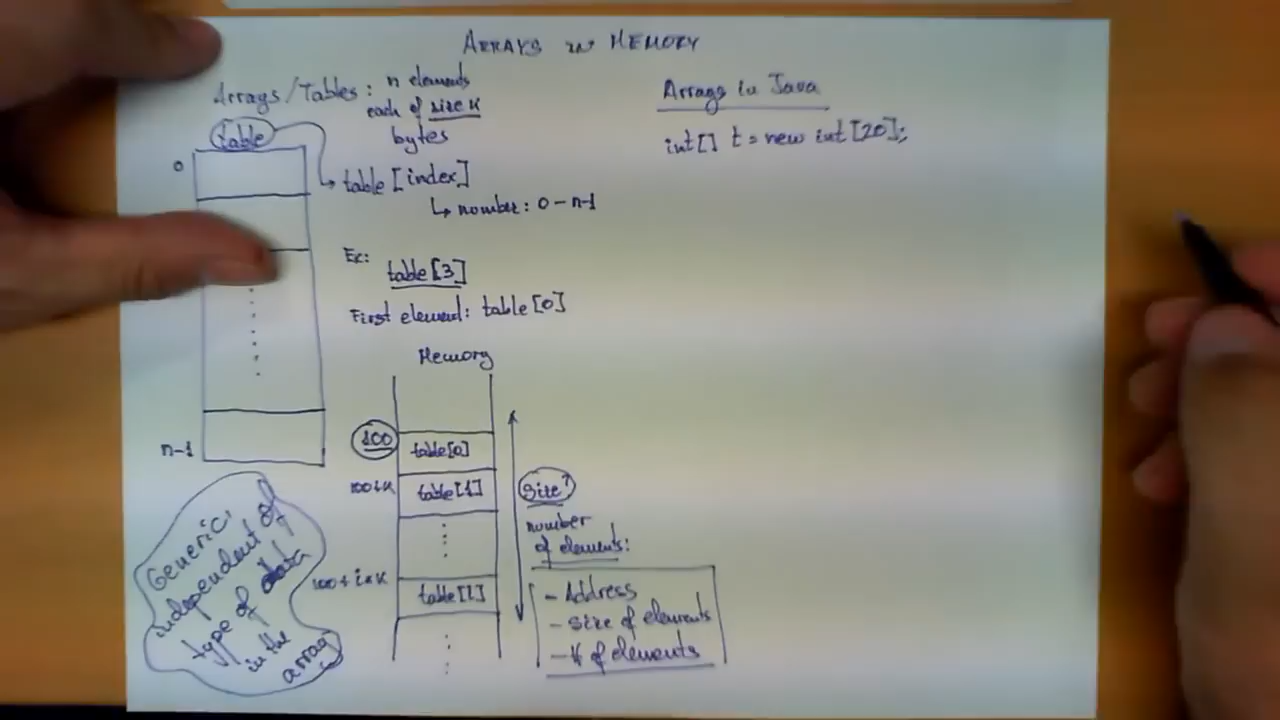 ARRAYS IN MEMORY
Arrays/Tables: n elements
each of size K
bytes
table
0
table [index]
↳ number: 0 - n-1
Ex:
table[3]
First element: table[0]
n-1
Memory
100
table[0]
100+K
table[1]
100+i*K
table[i]
Size?
number
of elements:
- Address
- Size of elements
- # of elements
Generic,
independent of
type of data
in the
array
Arrays in Java
int[] t = new int[20];